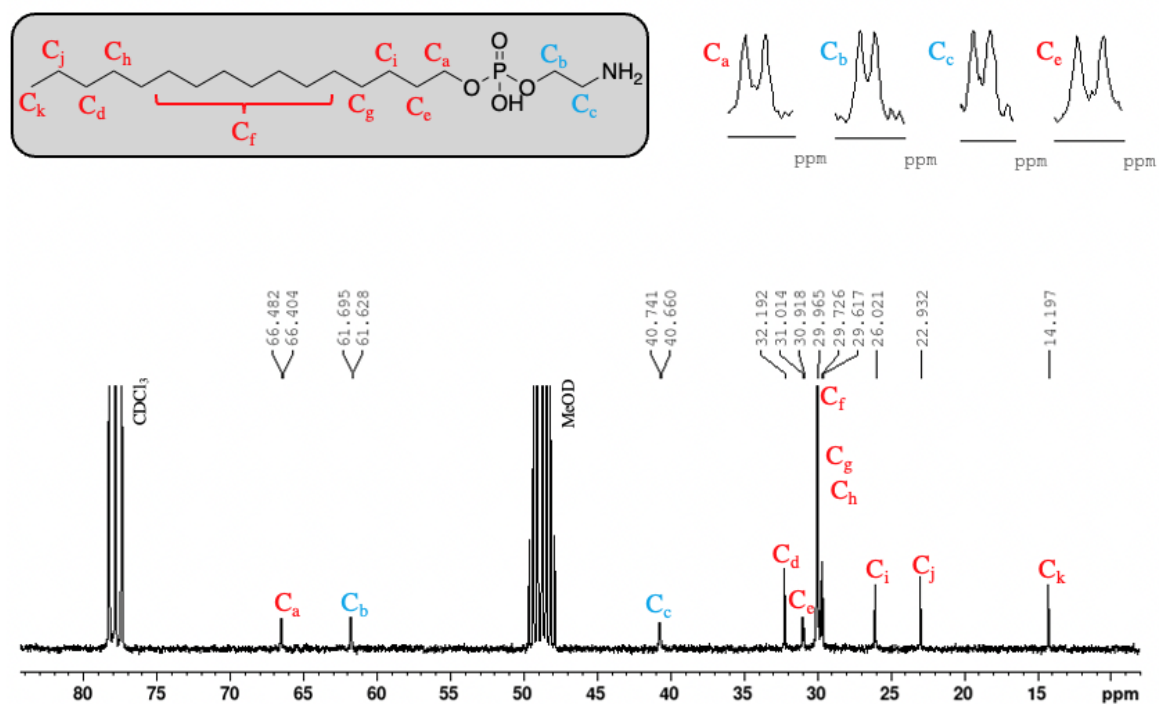 Cj Ch Ci Ca O Cb NH2
O P O
Ck Cd Cg Ce OH Cc
Cf
Ca Cb Cc Ce
ppm ppm ppm ppm
66.482
66.404
61.695
61.628
40.741
40.660
32.192
31.014
30.918
29.965
29.726
29.617
26.021
22.932
14.197
CDCl3
MeOD
Cf
Cg
Ch
Ca Cb Cc Cd Ce Ci Cj Ck
80 75 70 65 60 55 50 45 40 35 30 25 20 15 ppm